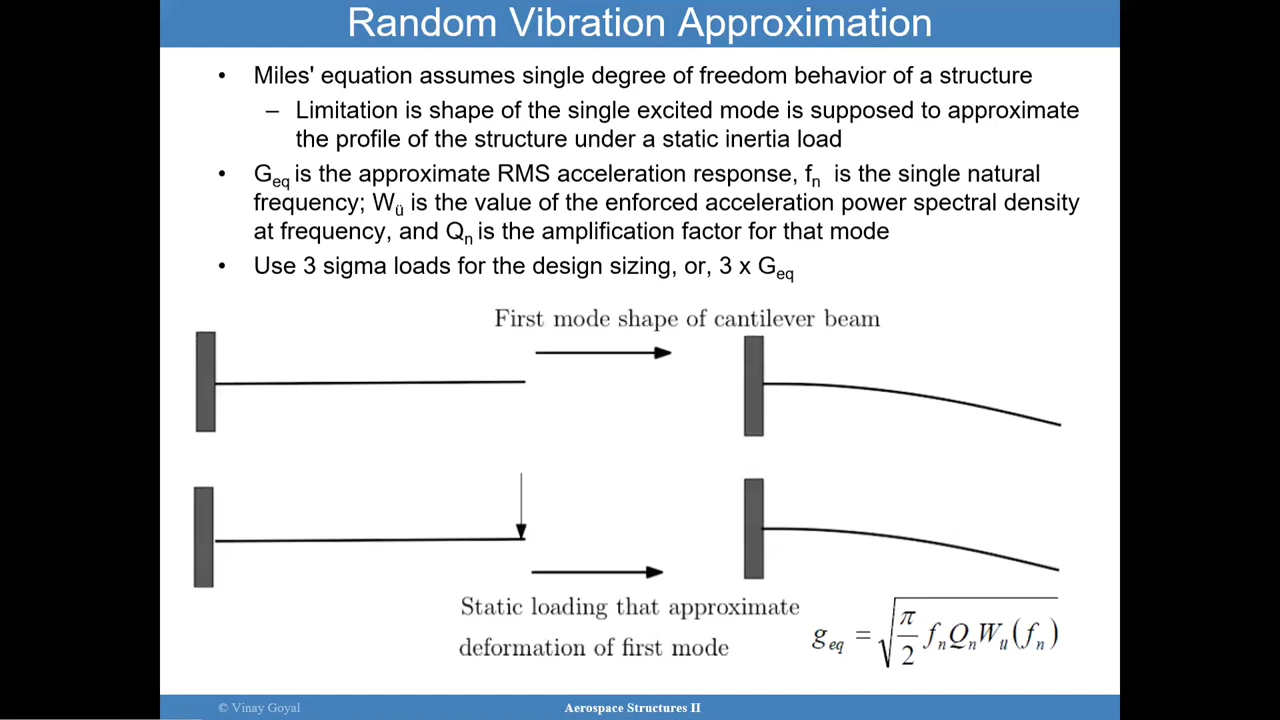 Random Vibration Approximation
• Miles' equation assumes single degree of freedom behavior of a structure
– Limitation is shape of the single excited mode is supposed to approximate
the profile of the structure under a static inertia load
• Geq is the approximate RMS acceleration response, fn is the single natural
frequency; Wü is the value of the enforced acceleration power spectral density
at frequency, and Qn is the amplification factor for that mode
• Use 3 sigma loads for the design sizing, or, 3 x Geq
First mode shape of cantilever beam
Static loading that approximate
deformation of first mode
geq = √(π/2 fnQnWu(fn))
© Vinay Goyal
Aerospace Structures II